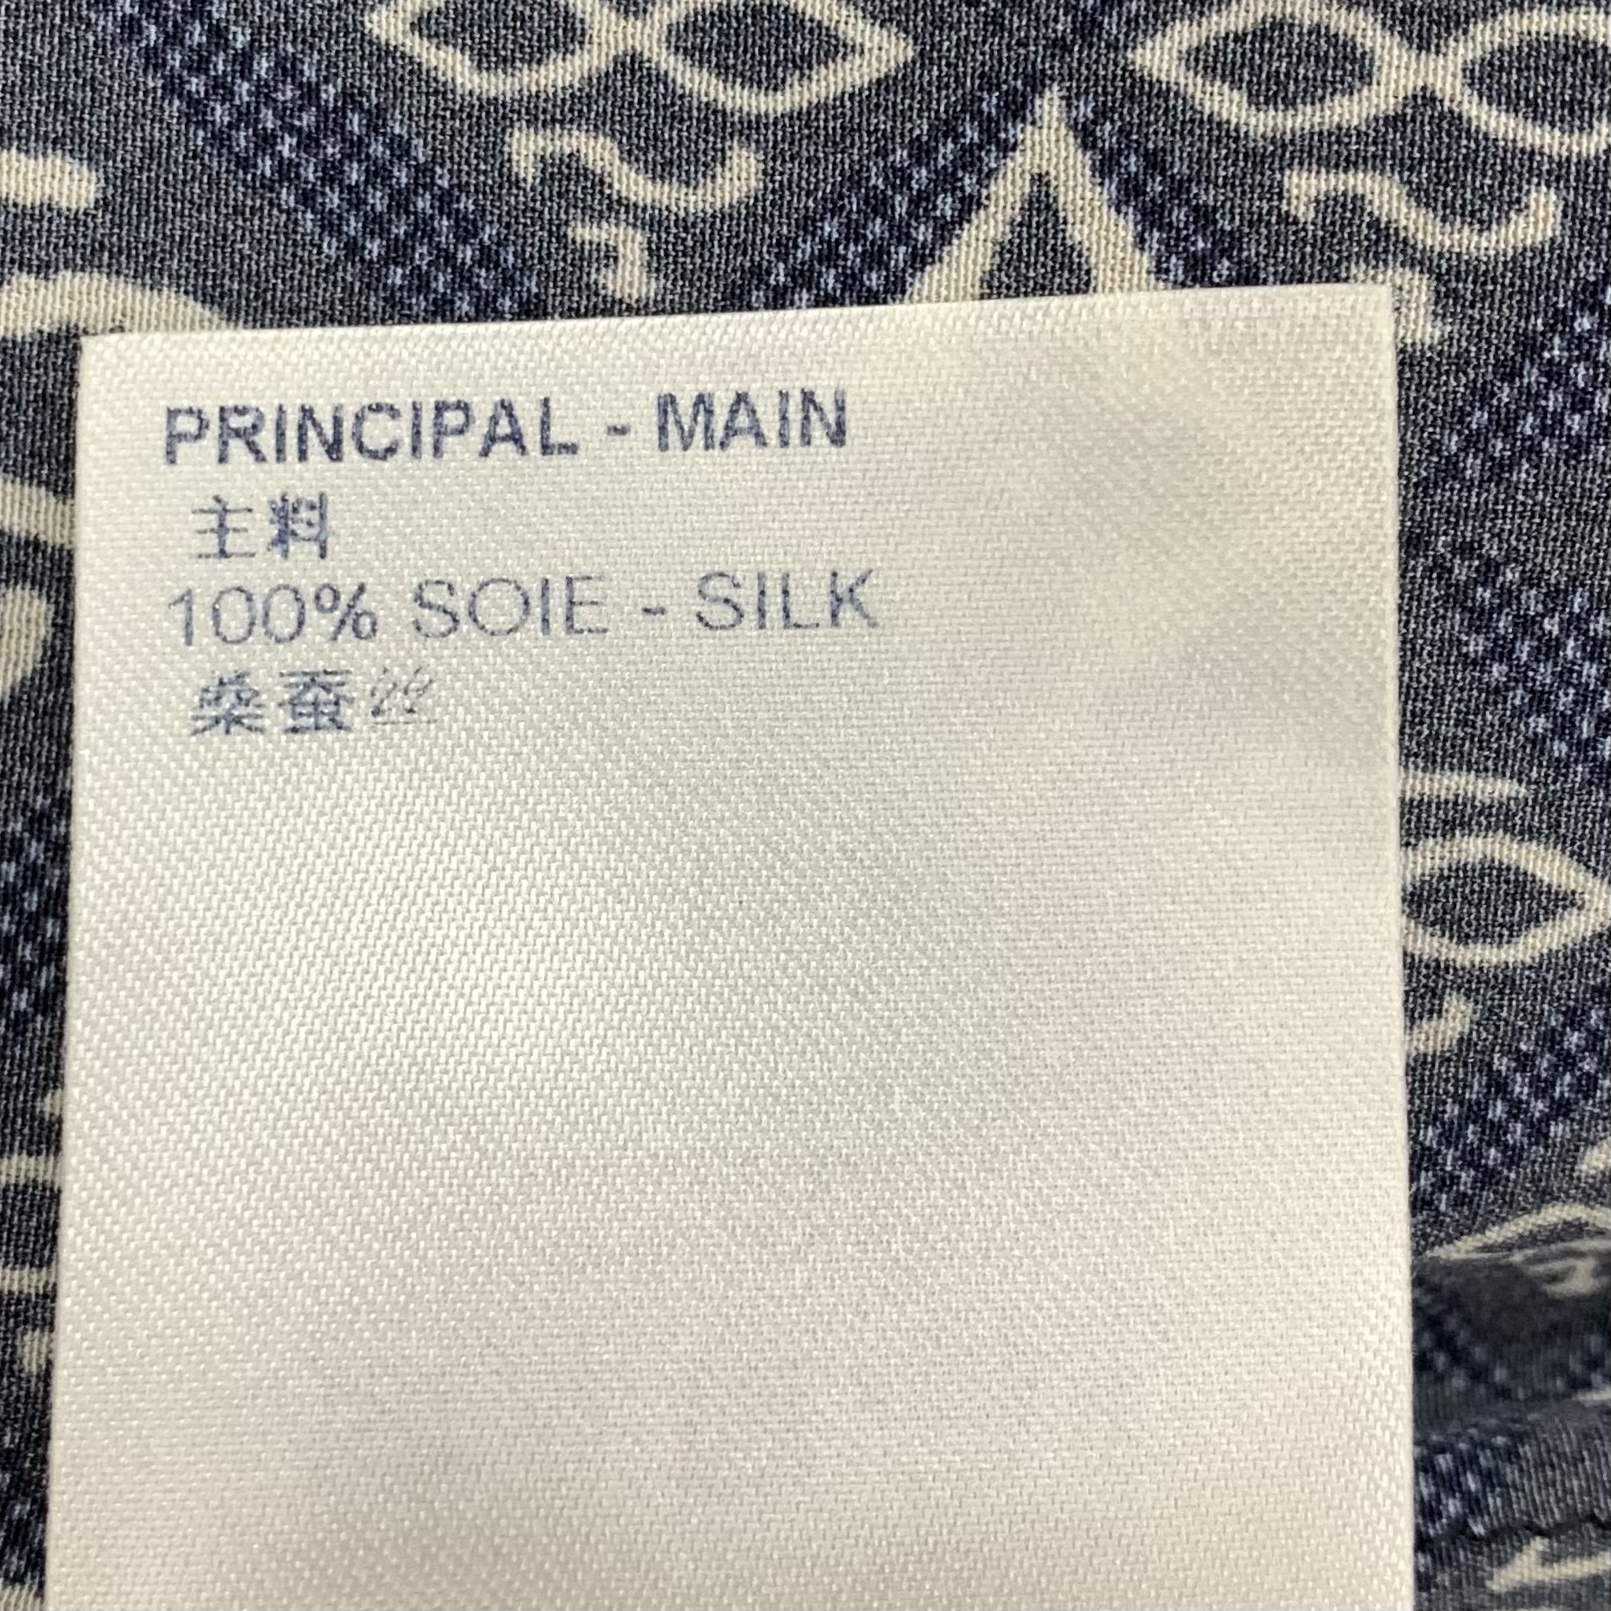 PRINCIPAL - MAIN
主料
100% SOIE - SILK
桑蚕丝